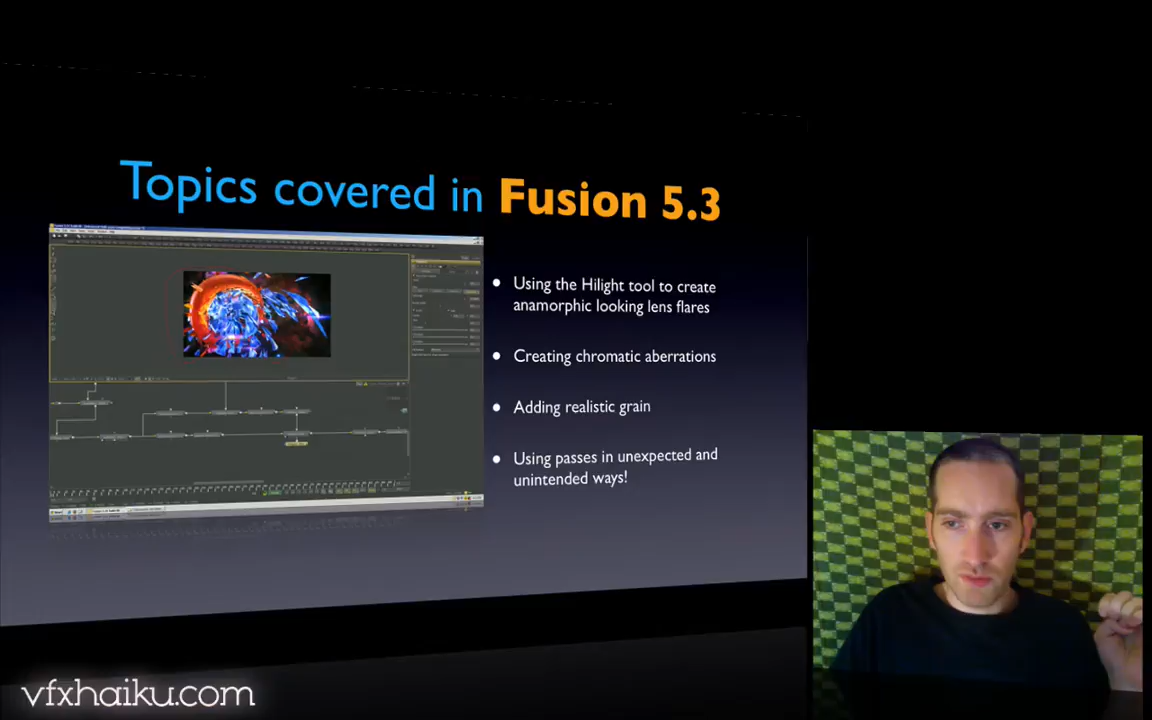 Topics covered in Fusion 5.3
Using the Hilight tool to create
anamorphic looking lens flares
Creating chromatic aberrations
Adding realistic grain
Using passes in unexpected and
unintended ways!
vfxhaiku.com